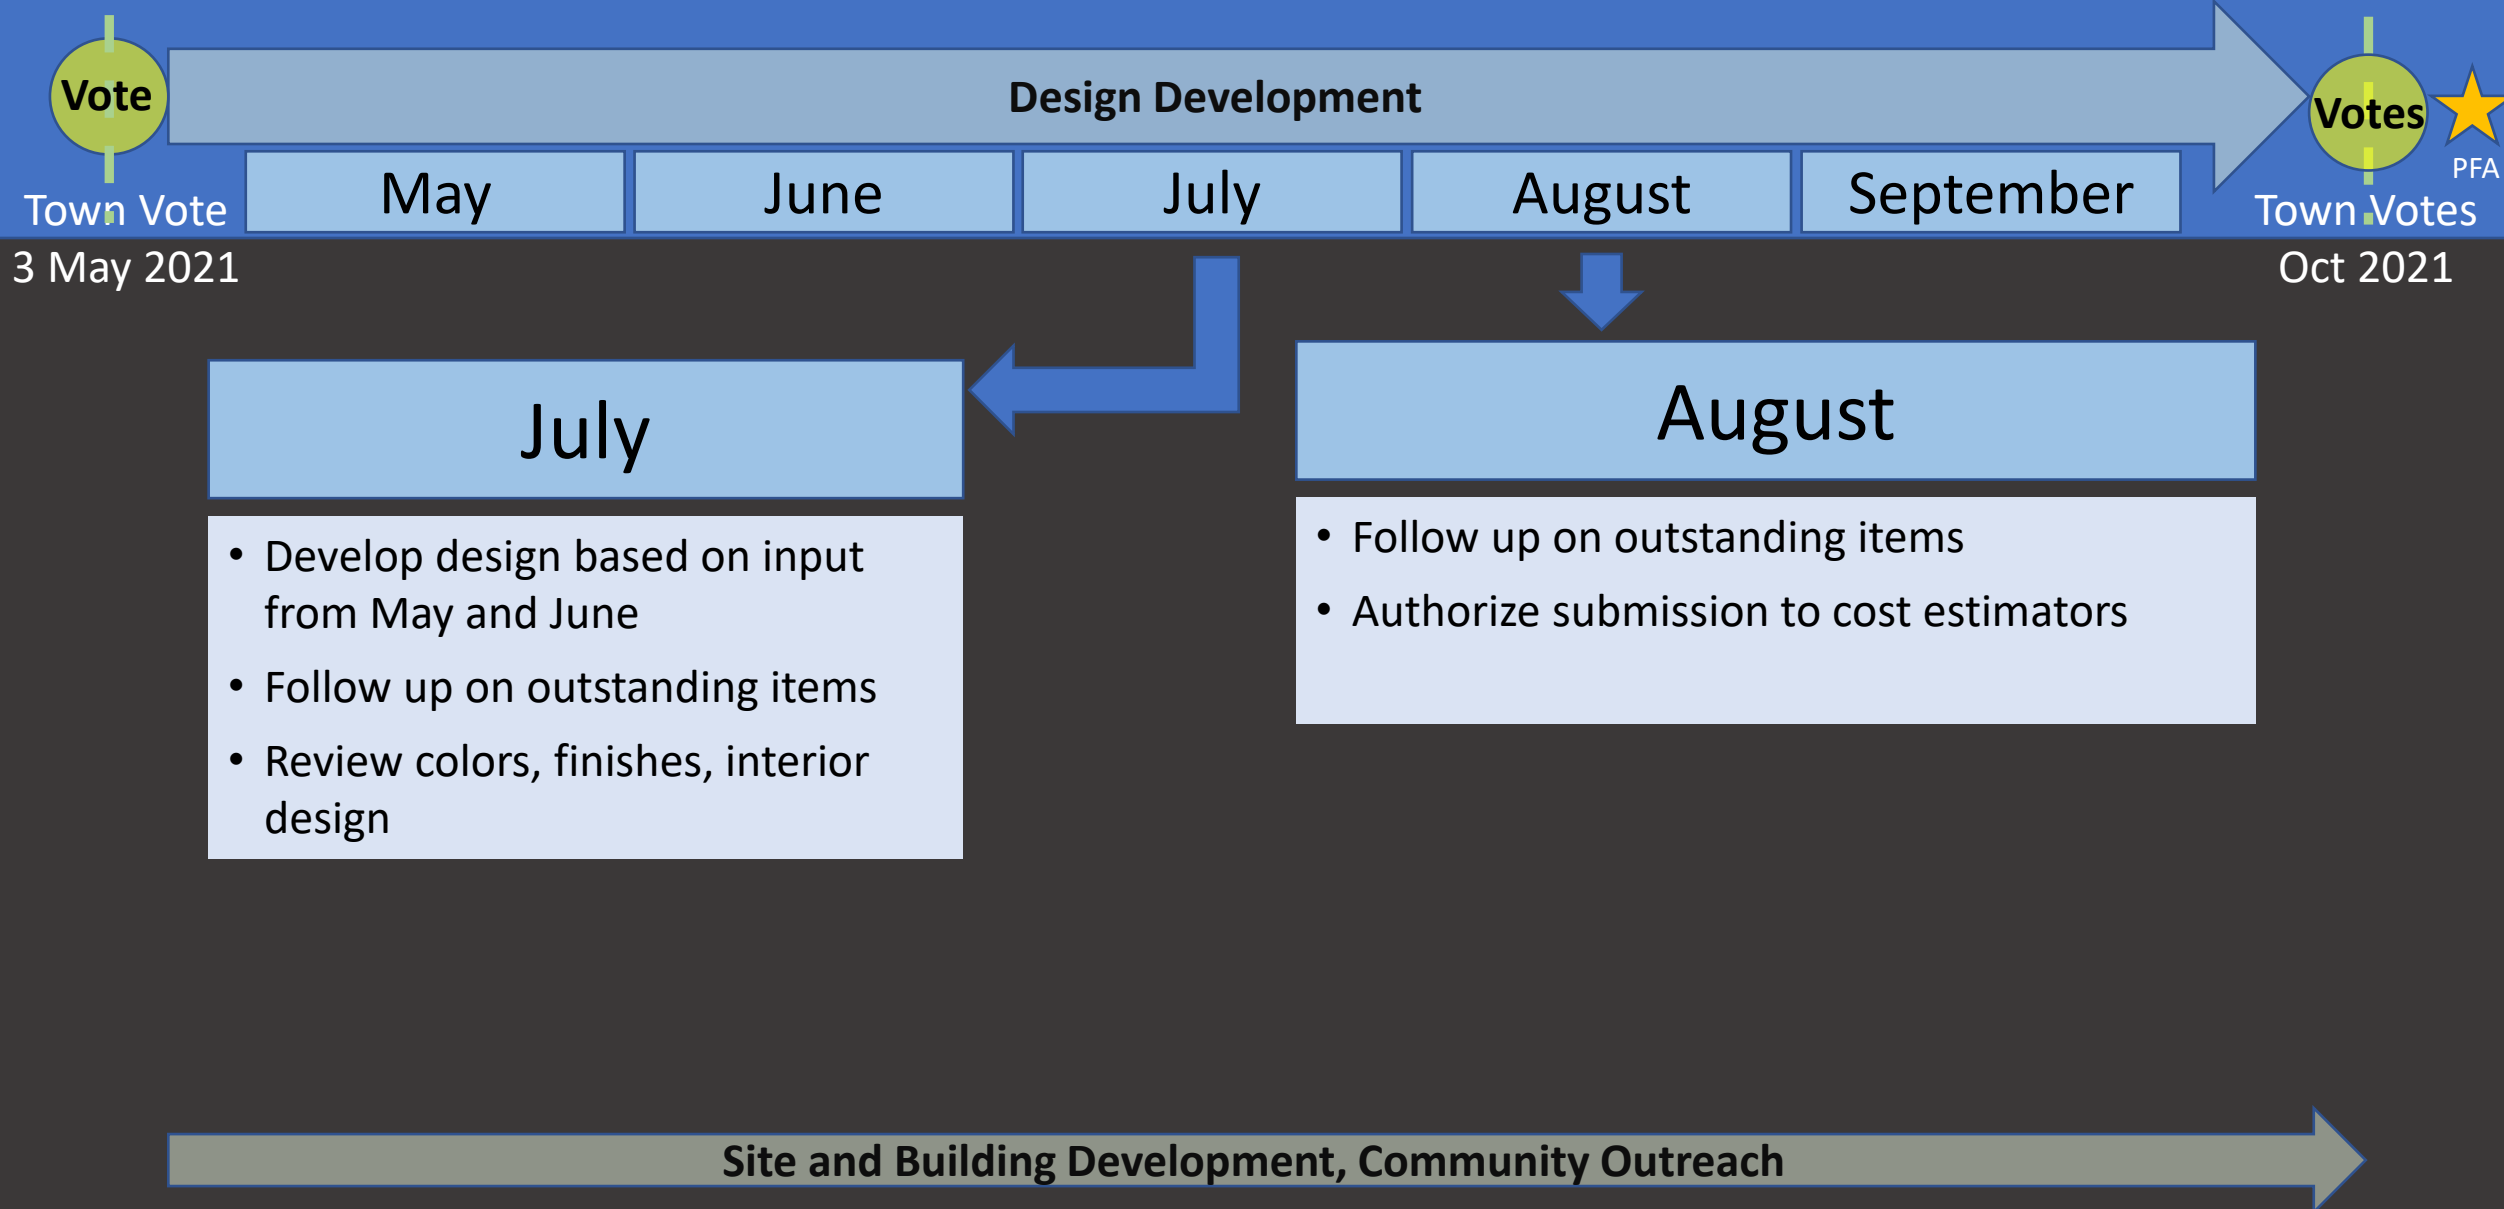 Vote
Design Development
Votes
PFA
Town Vote
May
June
July
August
September
Town Votes
3 May 2021
Oct 2021
July
August
• Develop design based on input
from May and June
• Follow up on outstanding items
• Review colors, finishes, interior
design
• Follow up on outstanding items
• Authorize submission to cost estimators
Site and Building Development, Community Outreach